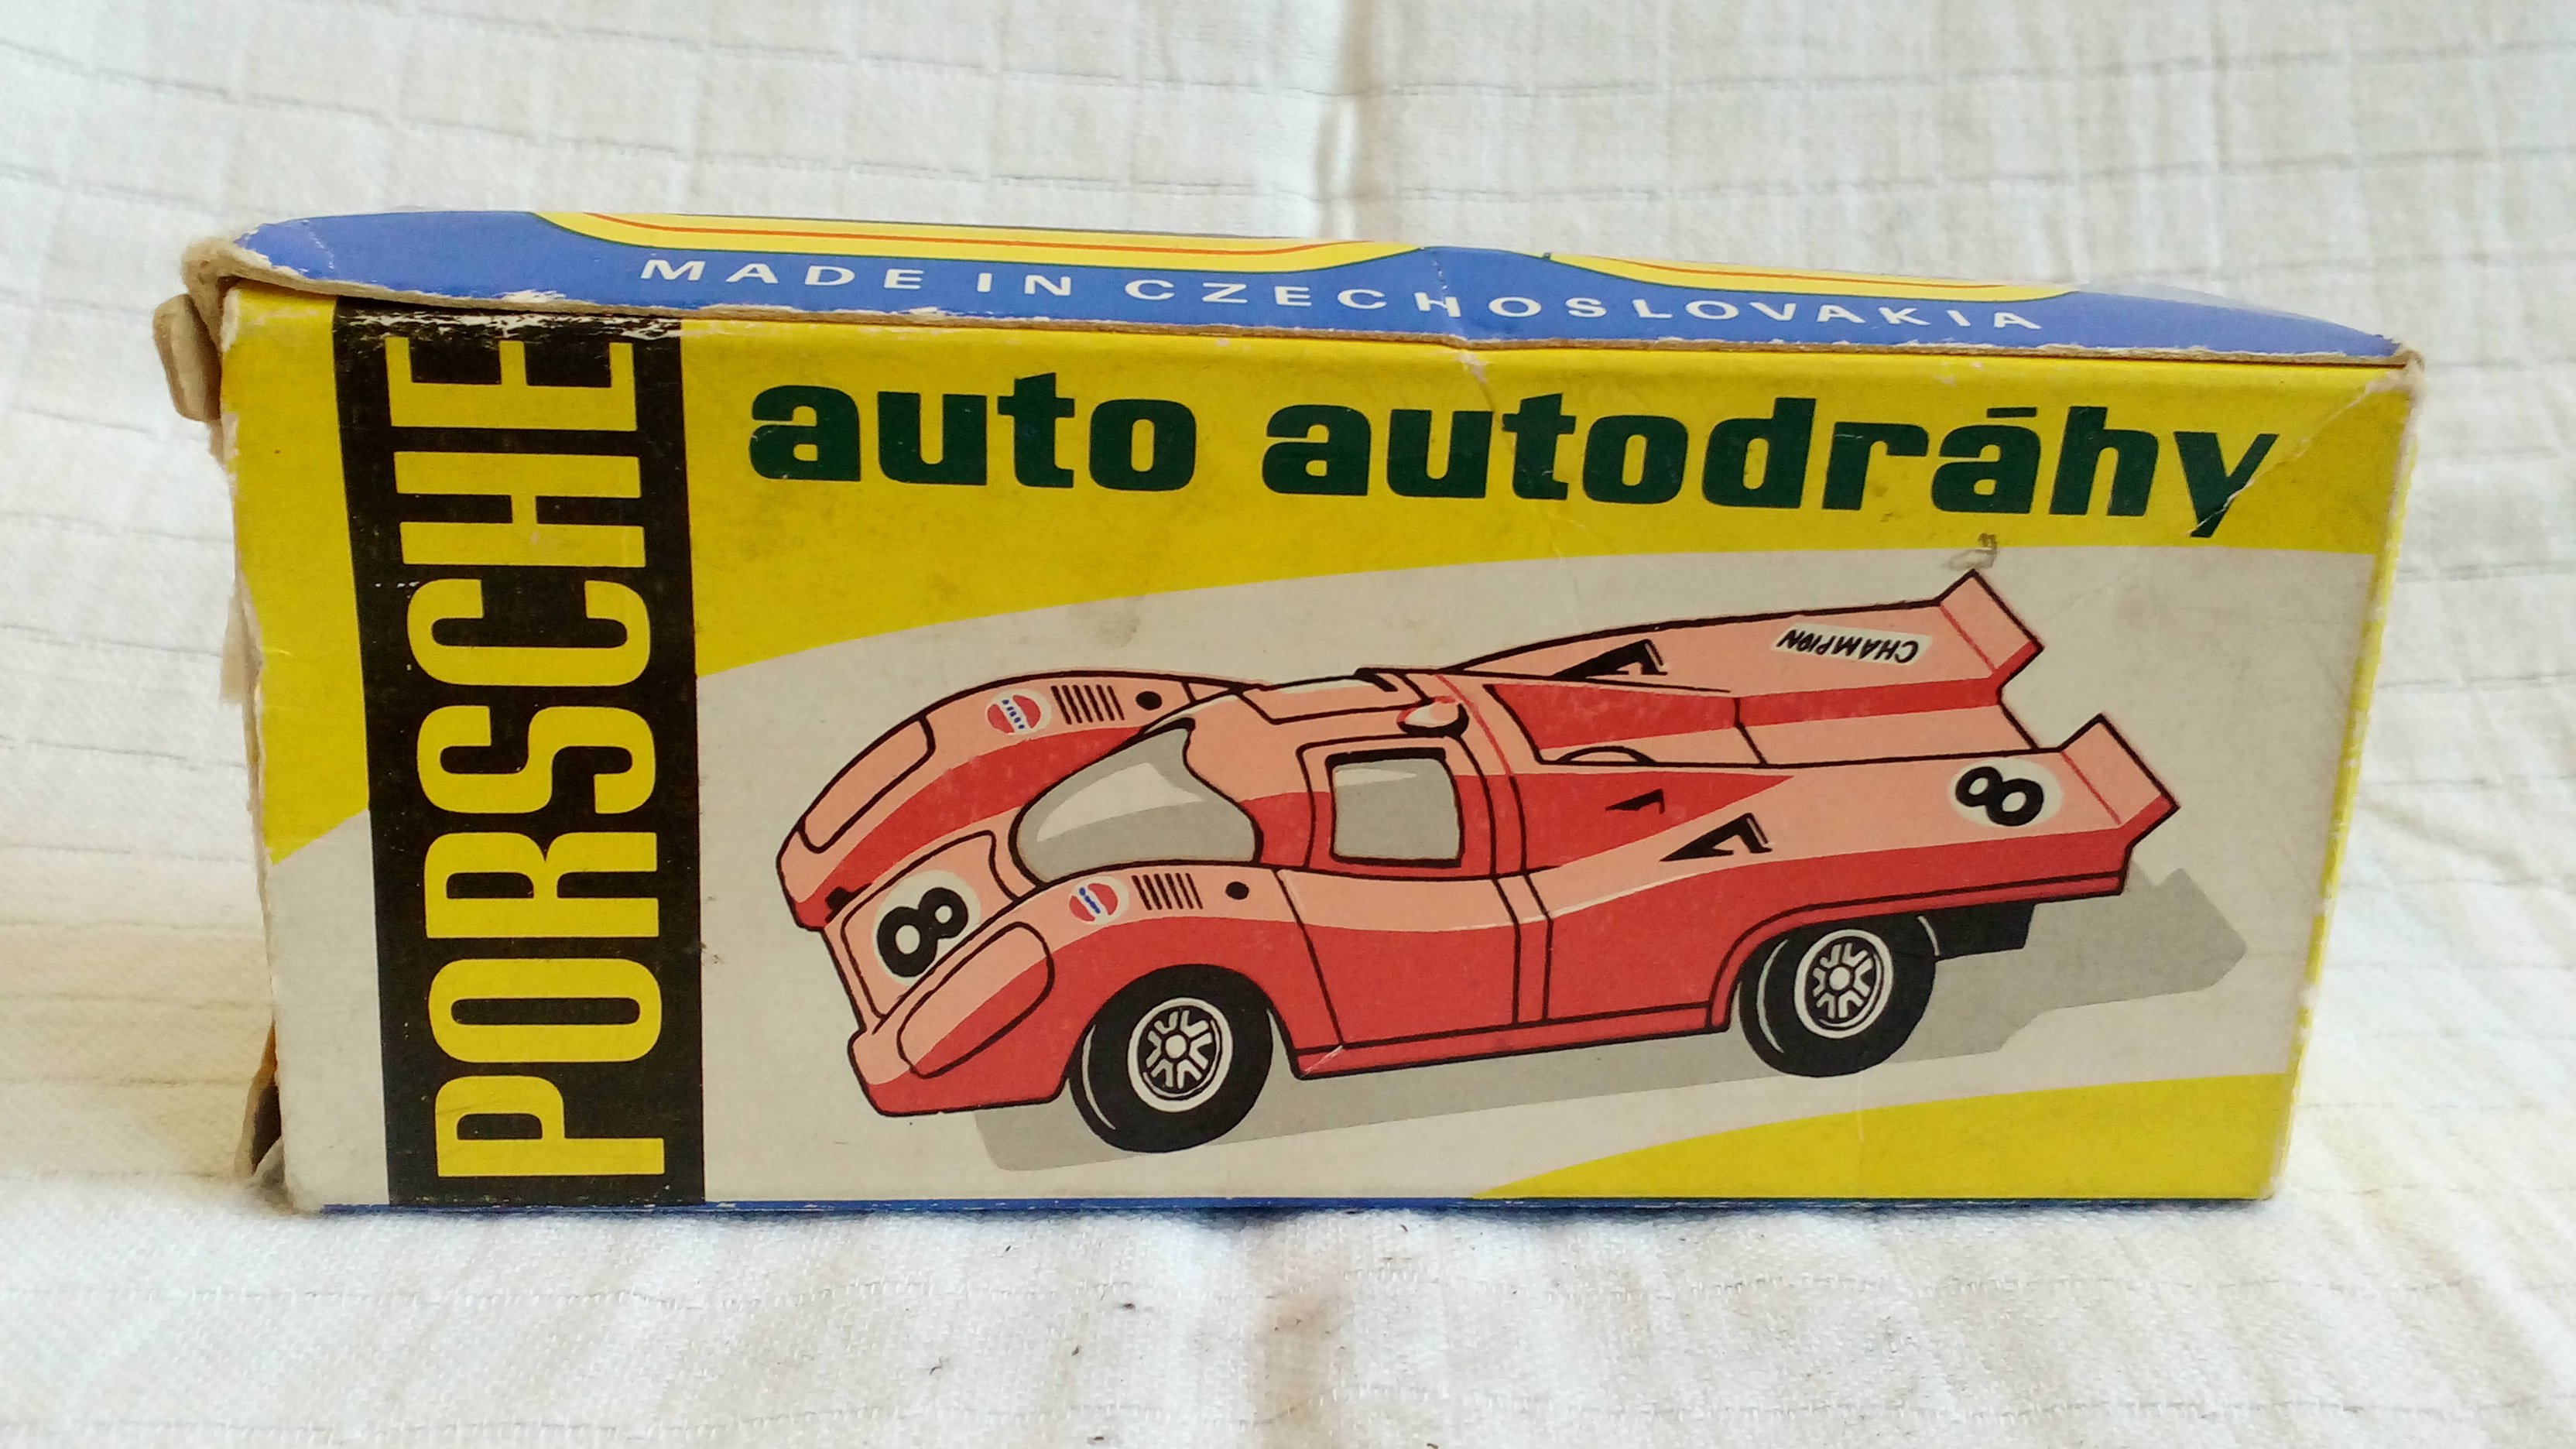 MADE IN CZECHOSLOVAKIA
PORSCHE
auto autodráhy
CHAMPION
8
8